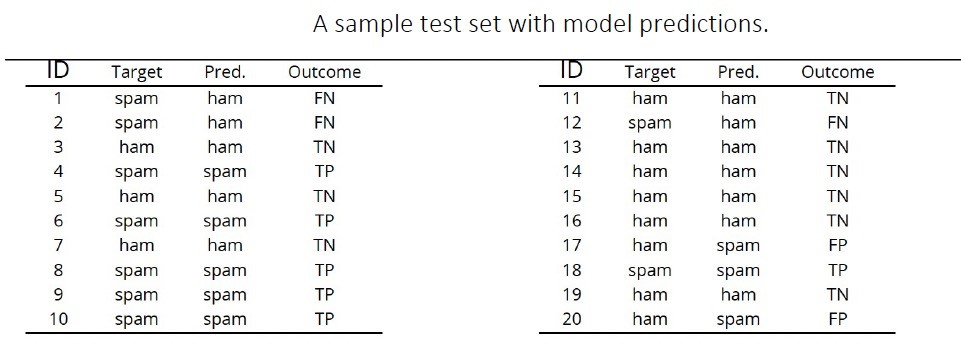 A sample test set with model predictions.
ID Target Pred. Outcome ID Target Pred. Outcome
1 spam ham FN 11 ham ham TN
2 spam ham FN 12 spam ham FN
3 ham ham TN 13 ham ham TN
4 spam spam TP 14 ham ham TN
5 ham ham TN 15 ham ham TN
6 spam spam TP 16 ham ham TN
7 ham ham TN 17 ham spam FP
8 spam spam TP 18 spam spam TP
9 spam spam TP 19 ham ham TN
10 spam spam TP 20 ham spam FP